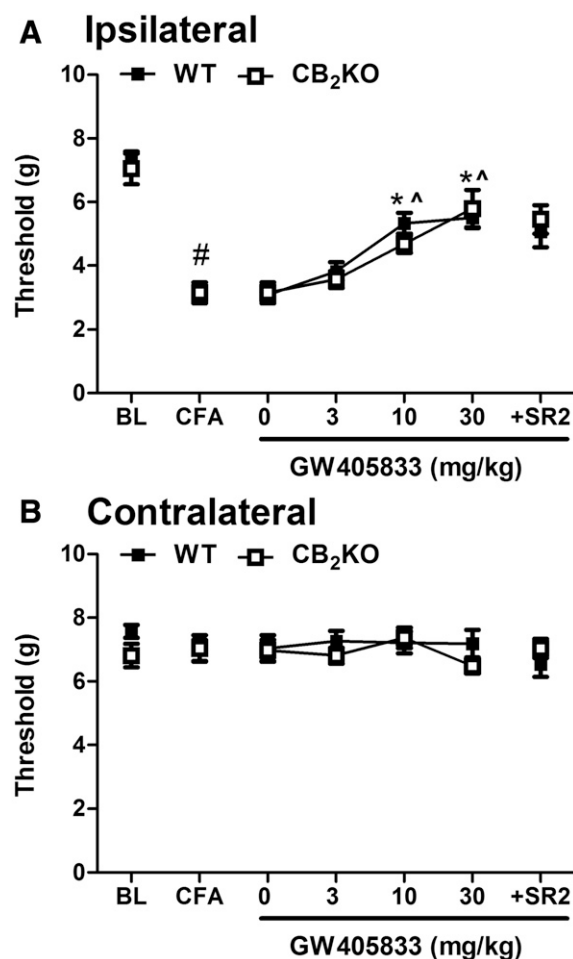 A Ipsilateral
WT CB₂KO
10
8
6
4
2
0
Threshold (g)
* ^
* ^
#
BL CFA 0 3 10 30 +SR2
GW405833 (mg/kg)
B Contralateral
WT CB₂KO
10
8
6
4
2
0
Threshold (g)
BL CFA 0 3 10 30 +SR2
GW405833 (mg/kg)